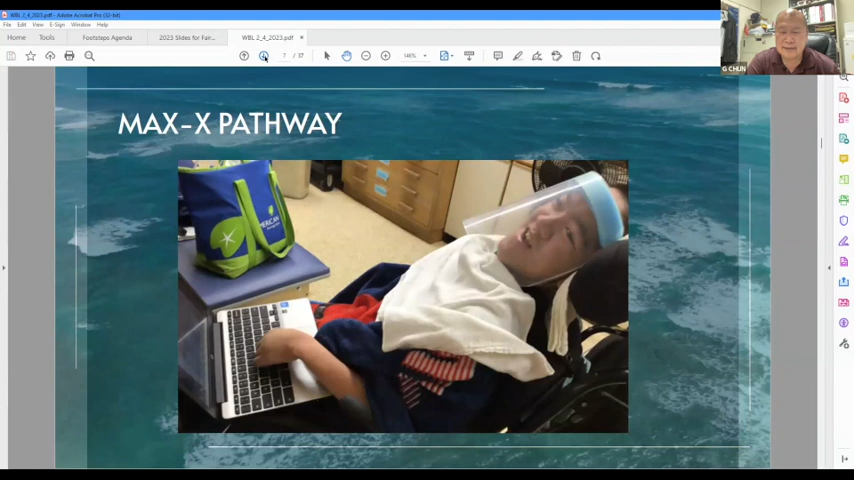 WBL 2_4_2023.pdf - Adobe Acrobat Pro (32-bit)
File Edit View E-Sign Window Help
Home Tools Footsteps Agenda 2023 Slides for Fair... WBL 2_4_2023.pdf ×
7 / 37 146%
G CHUN
MAX-X PATHWAY